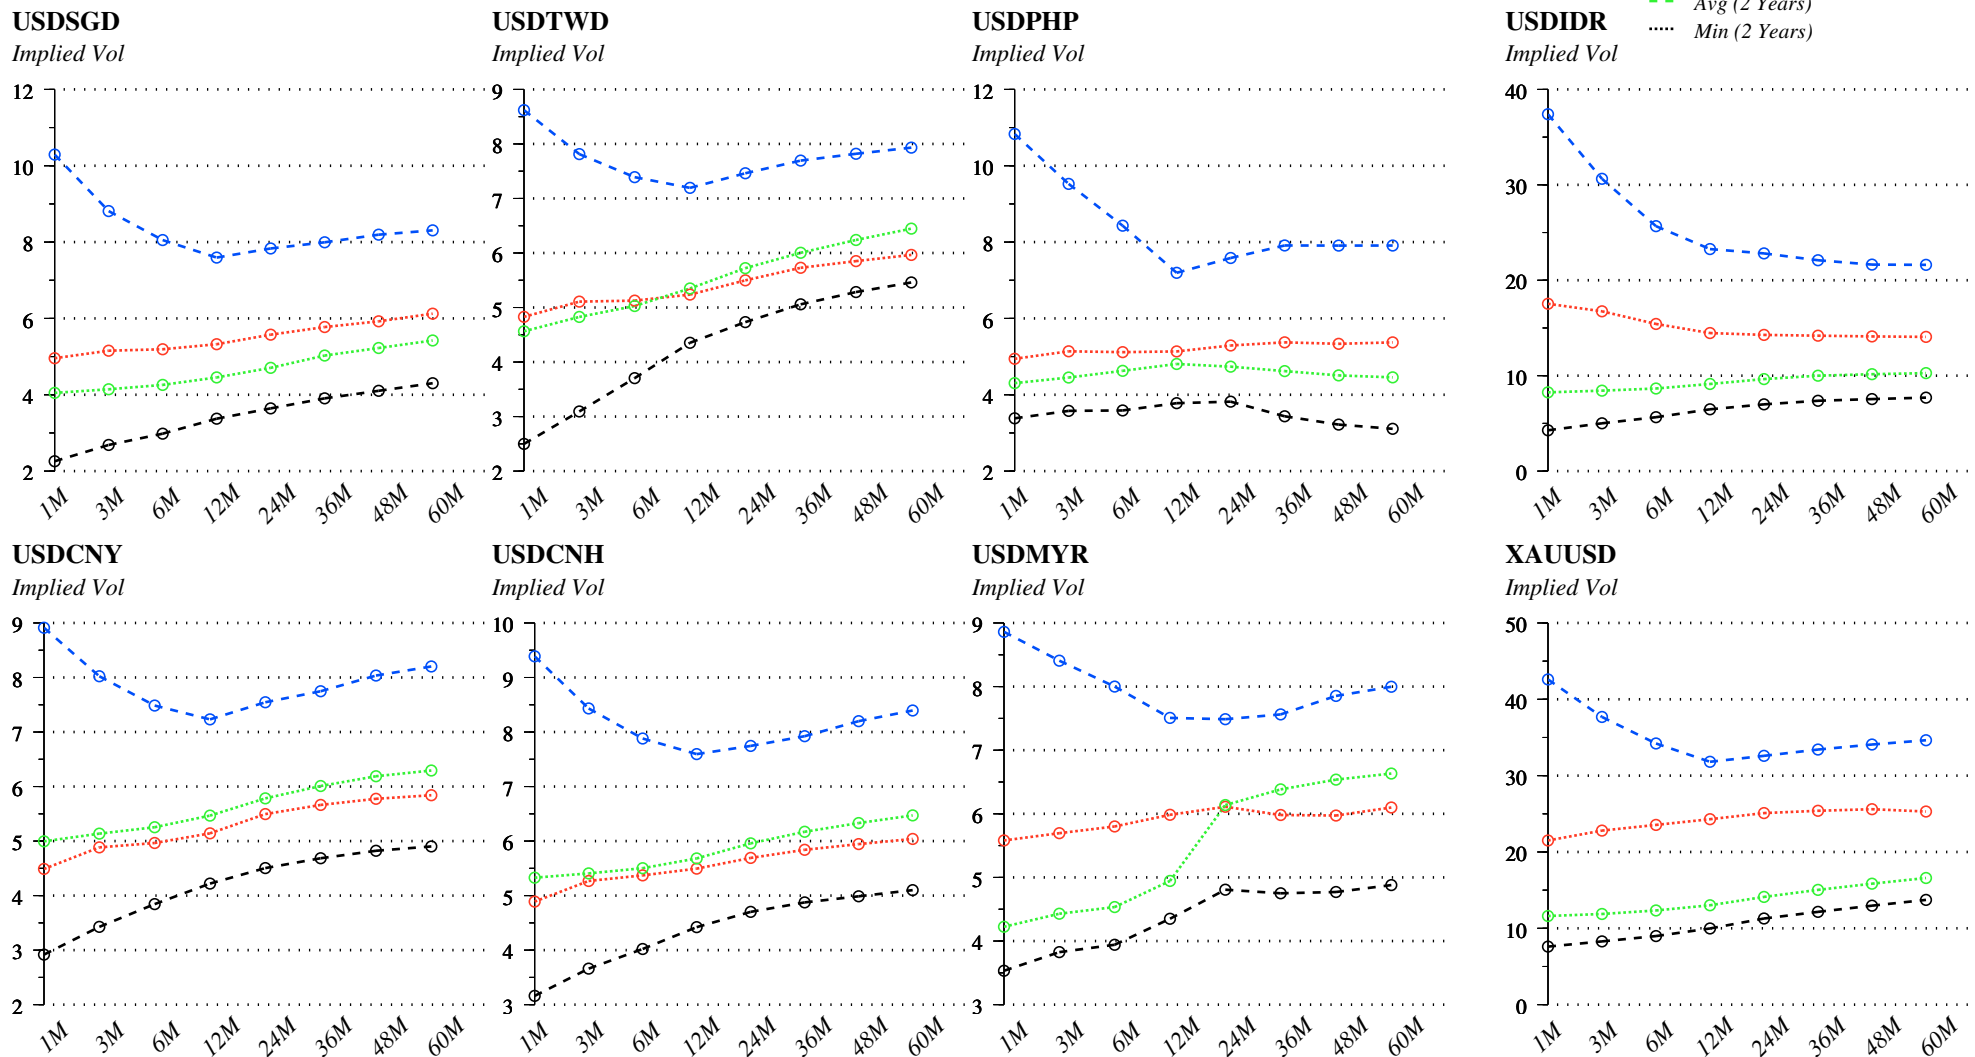 Avg (2 Years)
Min (2 Years)
USDSGD
Implied Vol
12
10
8
6
4
2
1M 3M 6M 12M 24M 36M 48M 60M
USDTWD
Implied Vol
9
8
7
6
5
4
3
2
1M 3M 6M 12M 24M 36M 48M 60M
USDPHP
Implied Vol
12
10
8
6
4
2
1M 3M 6M 12M 24M 36M 48M 60M
USDIDR
Implied Vol
40
30
20
10
0
1M 3M 6M 12M 24M 36M 48M 60M
USDCNY
Implied Vol
9
8
7
6
5
4
3
2
1M 3M 6M 12M 24M 36M 48M 60M
USDCNH
Implied Vol
10
9
8
7
6
5
4
3
1M 3M 6M 12M 24M 36M 48M 60M
USDMYR
Implied Vol
9
8
7
6
5
4
3
1M 3M 6M 12M 24M 36M 48M 60M
XAUUSD
Implied Vol
50
40
30
20
10
0
1M 3M 6M 12M 24M 36M 48M 60M